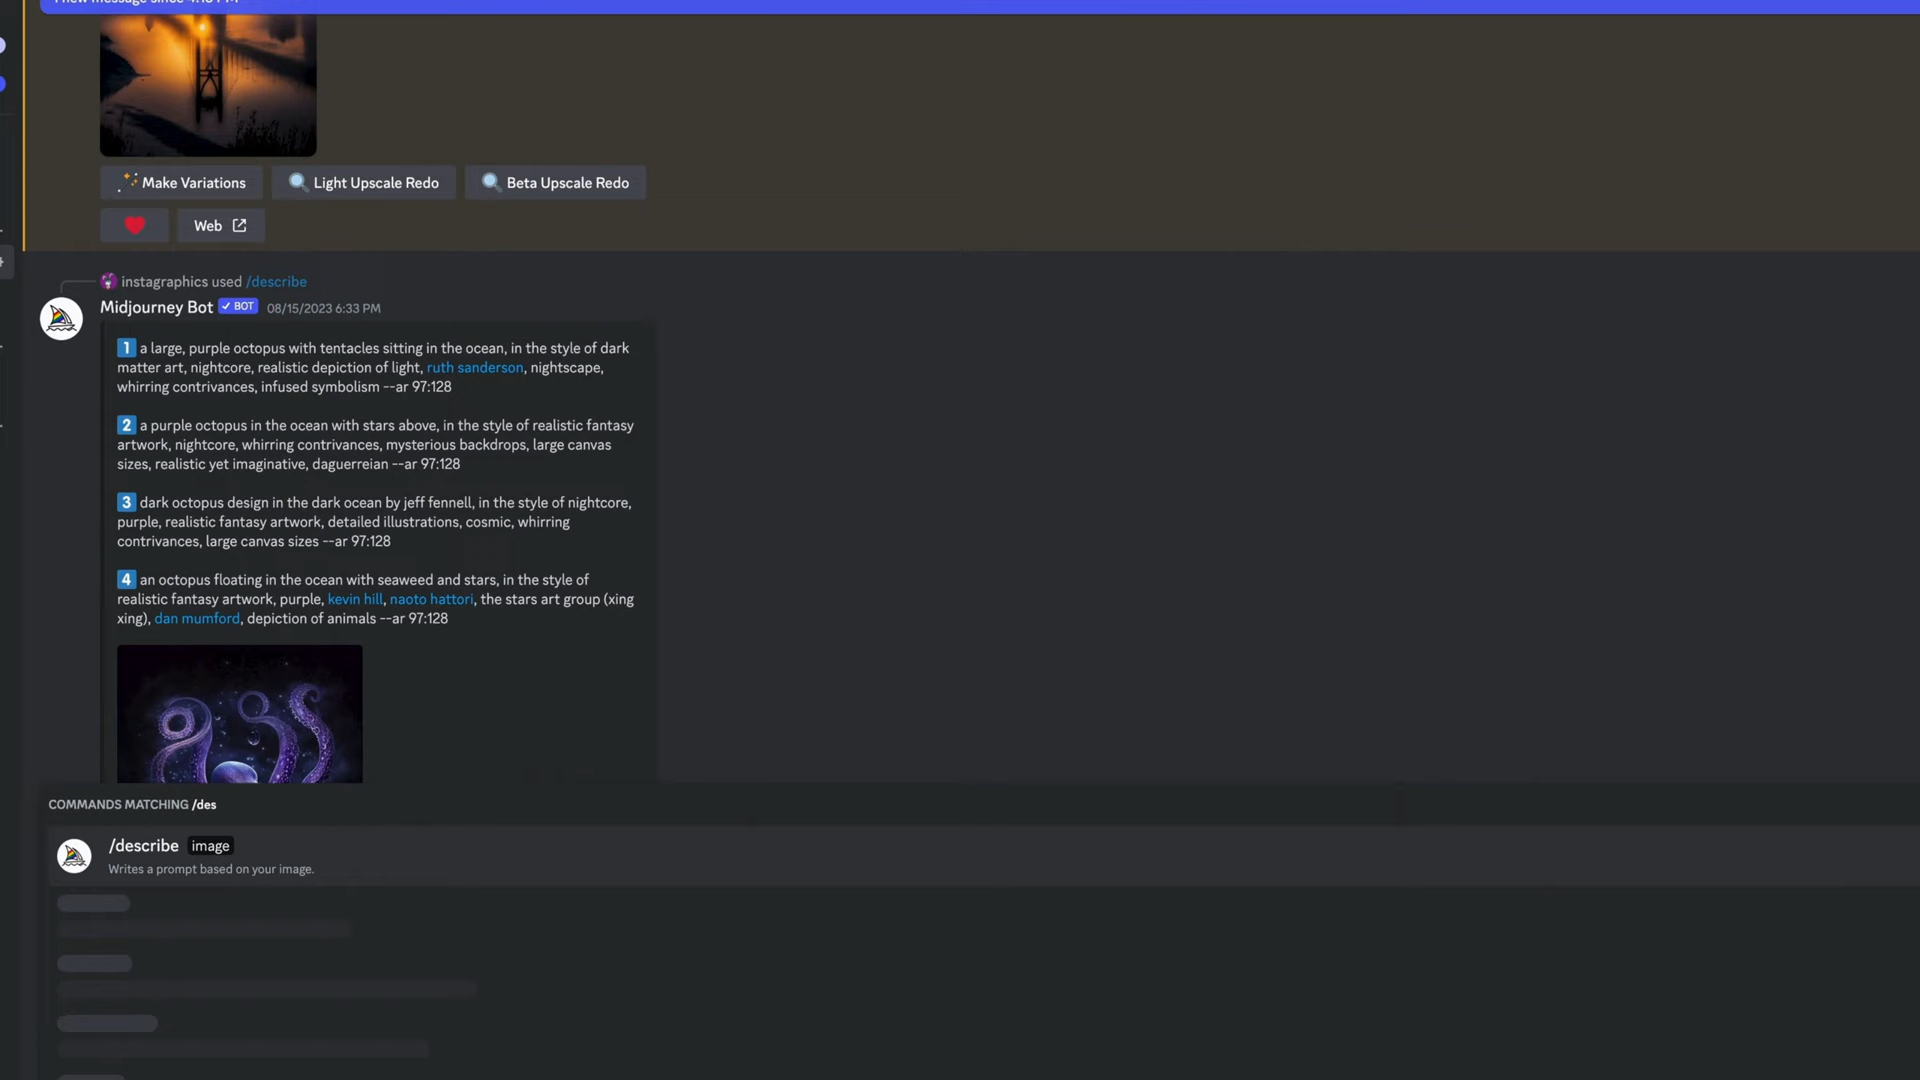 1 new message since 4:15 PM
Make Variations
Light Upscale Redo
Beta Upscale Redo
Web
instagraphics used /describe
Midjourney Bot ✓ BOT 08/15/2023 6:33 PM
1 a large, purple octopus with tentacles sitting in the ocean, in the style of dark
matter art, nightcore, realistic depiction of light, ruth sanderson, nightscape,
whirring contrivances, infused symbolism --ar 97:128
2 a purple octopus in the ocean with stars above, in the style of realistic fantasy
artwork, nightcore, whirring contrivances, mysterious backdrops, large canvas
sizes, realistic yet imaginative, daguerreian --ar 97:128
3 dark octopus design in the dark ocean by jeff fennell, in the style of nightcore,
purple, realistic fantasy artwork, detailed illustrations, cosmic, whirring
contrivances, large canvas sizes --ar 97:128
4 an octopus floating in the ocean with seaweed and stars, in the style of
realistic fantasy artwork, purple, kevin hill, naoto hattori, the stars art group (xing
xing), dan mumford, depiction of animals --ar 97:128
COMMANDS MATCHING /des
/describe image
Writes a prompt based on your image.